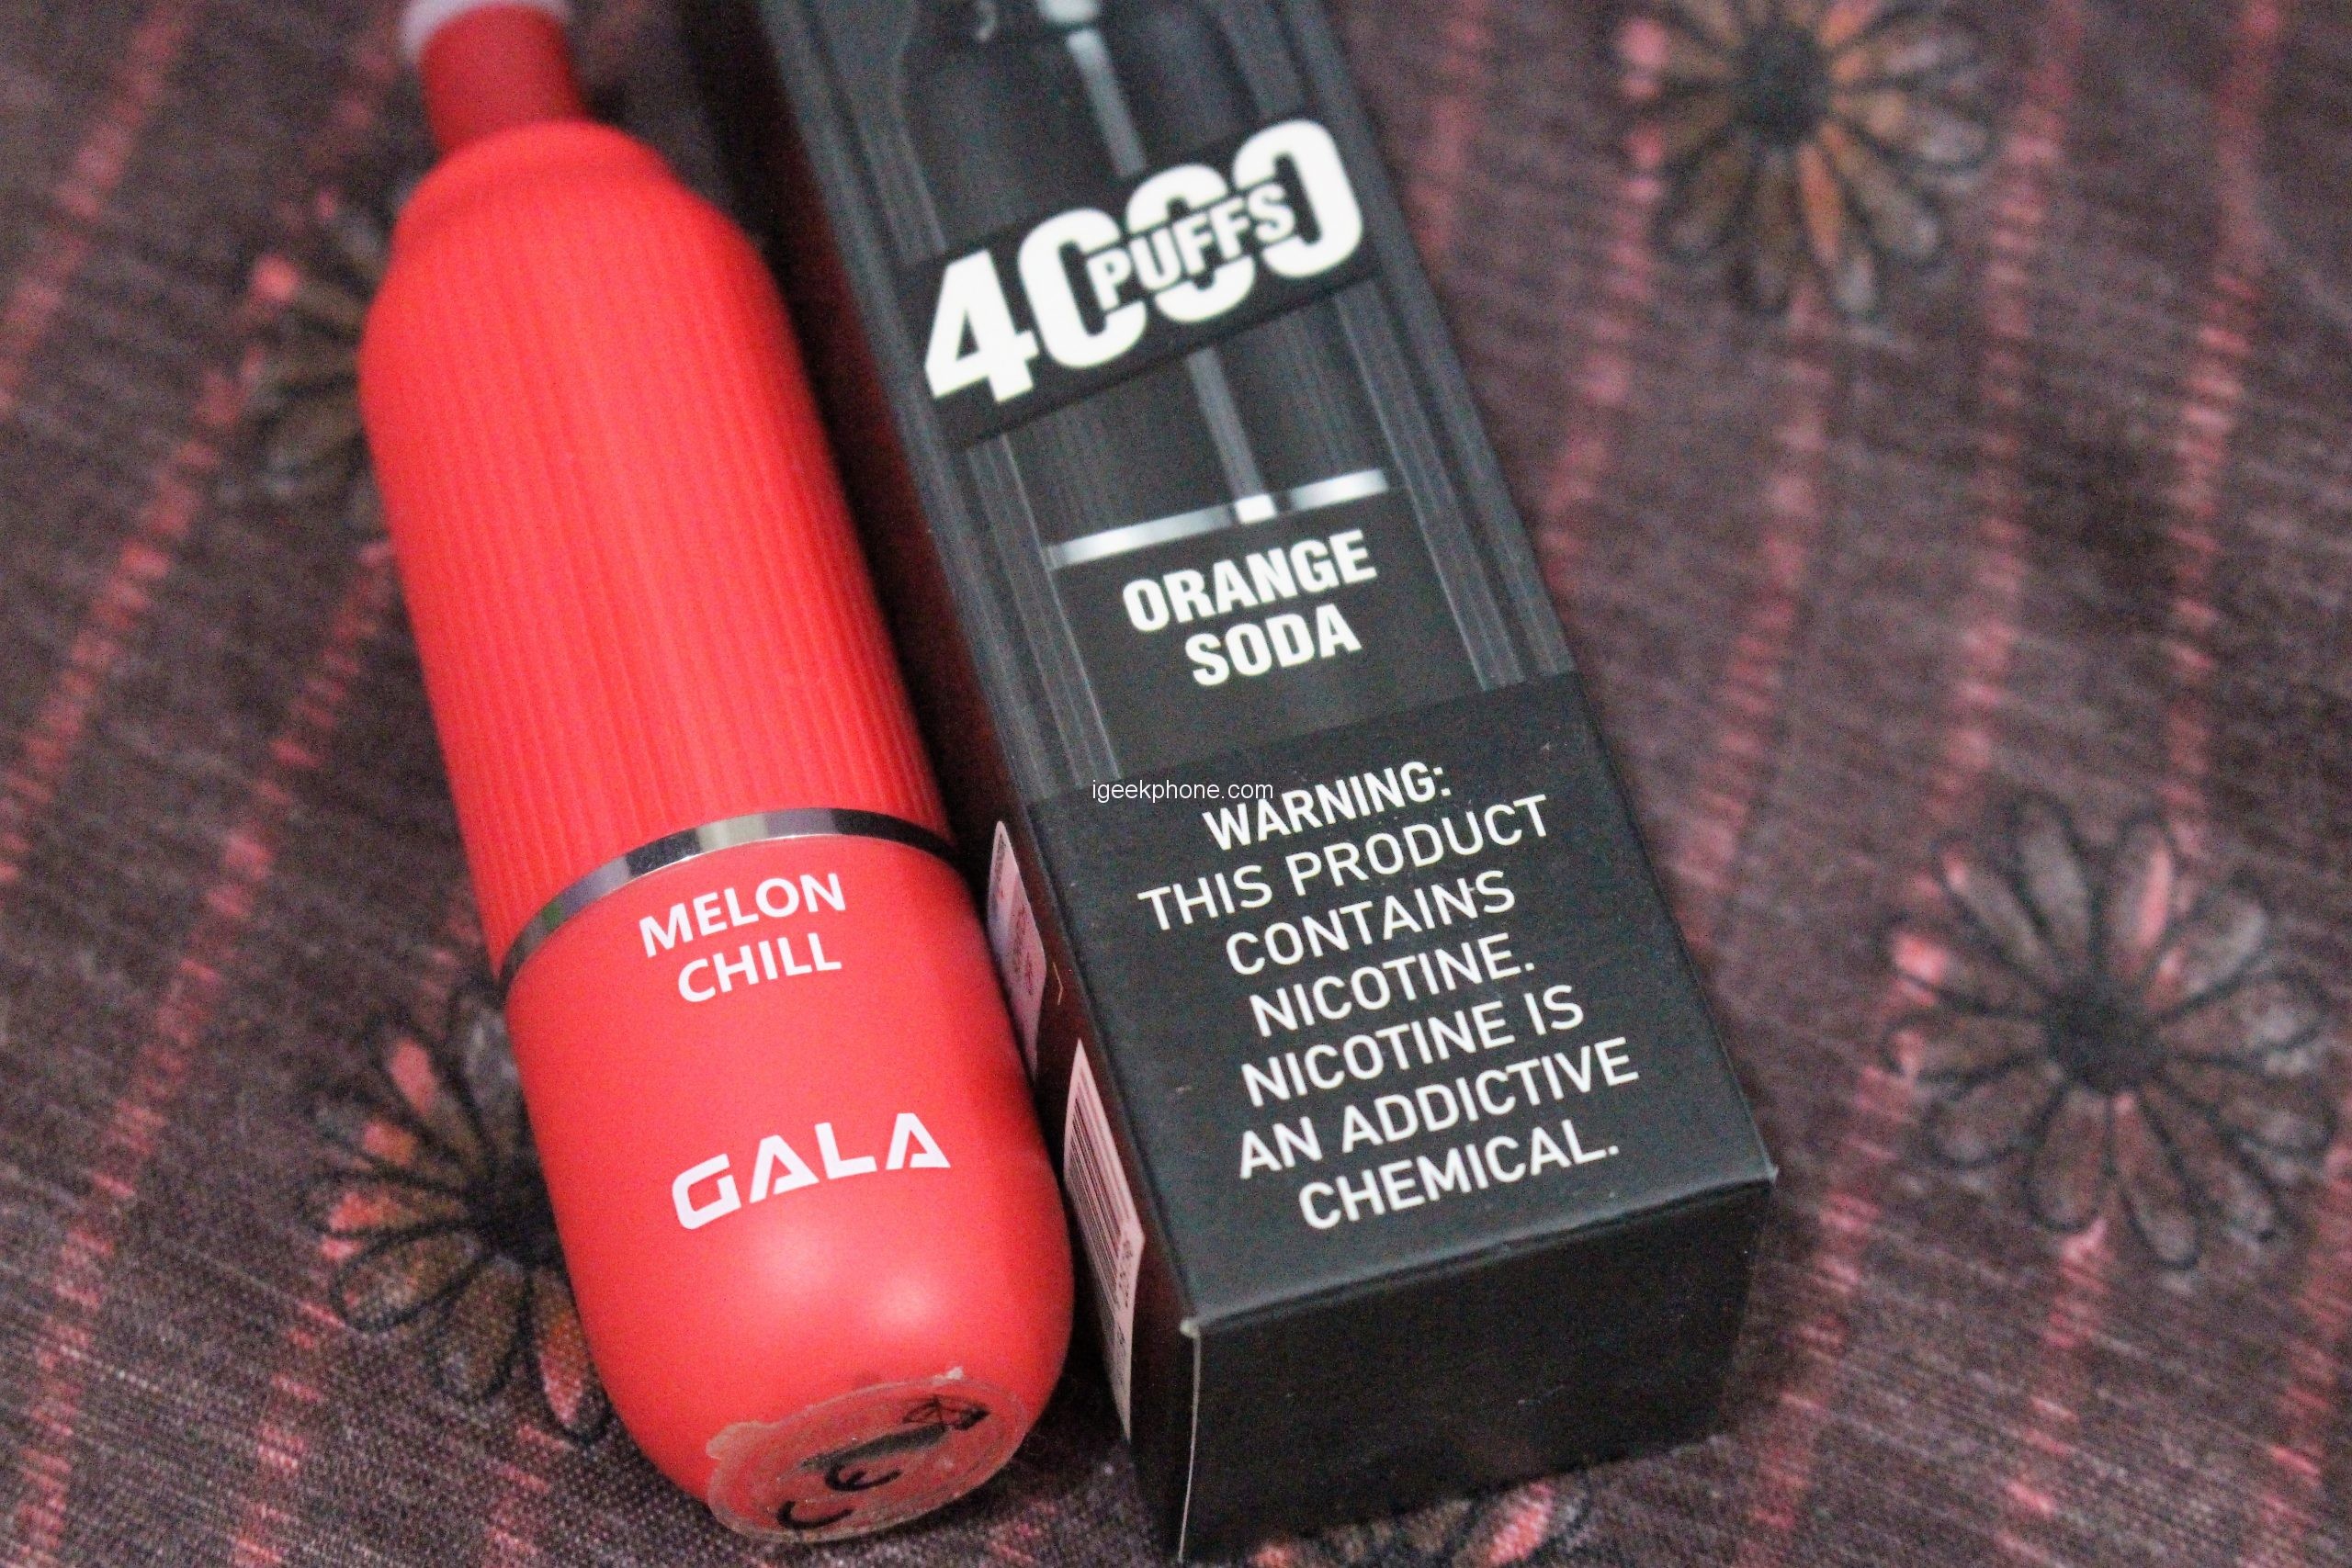 4000
PUFFS
ORANGE
SODA
igeekphone.com
WARNING:
THIS PRODUCT
CONTAINS
NICOTINE.
NICOTINE IS
AN ADDICTIVE
CHEMICAL.
MELON
CHILL
GALA
CE